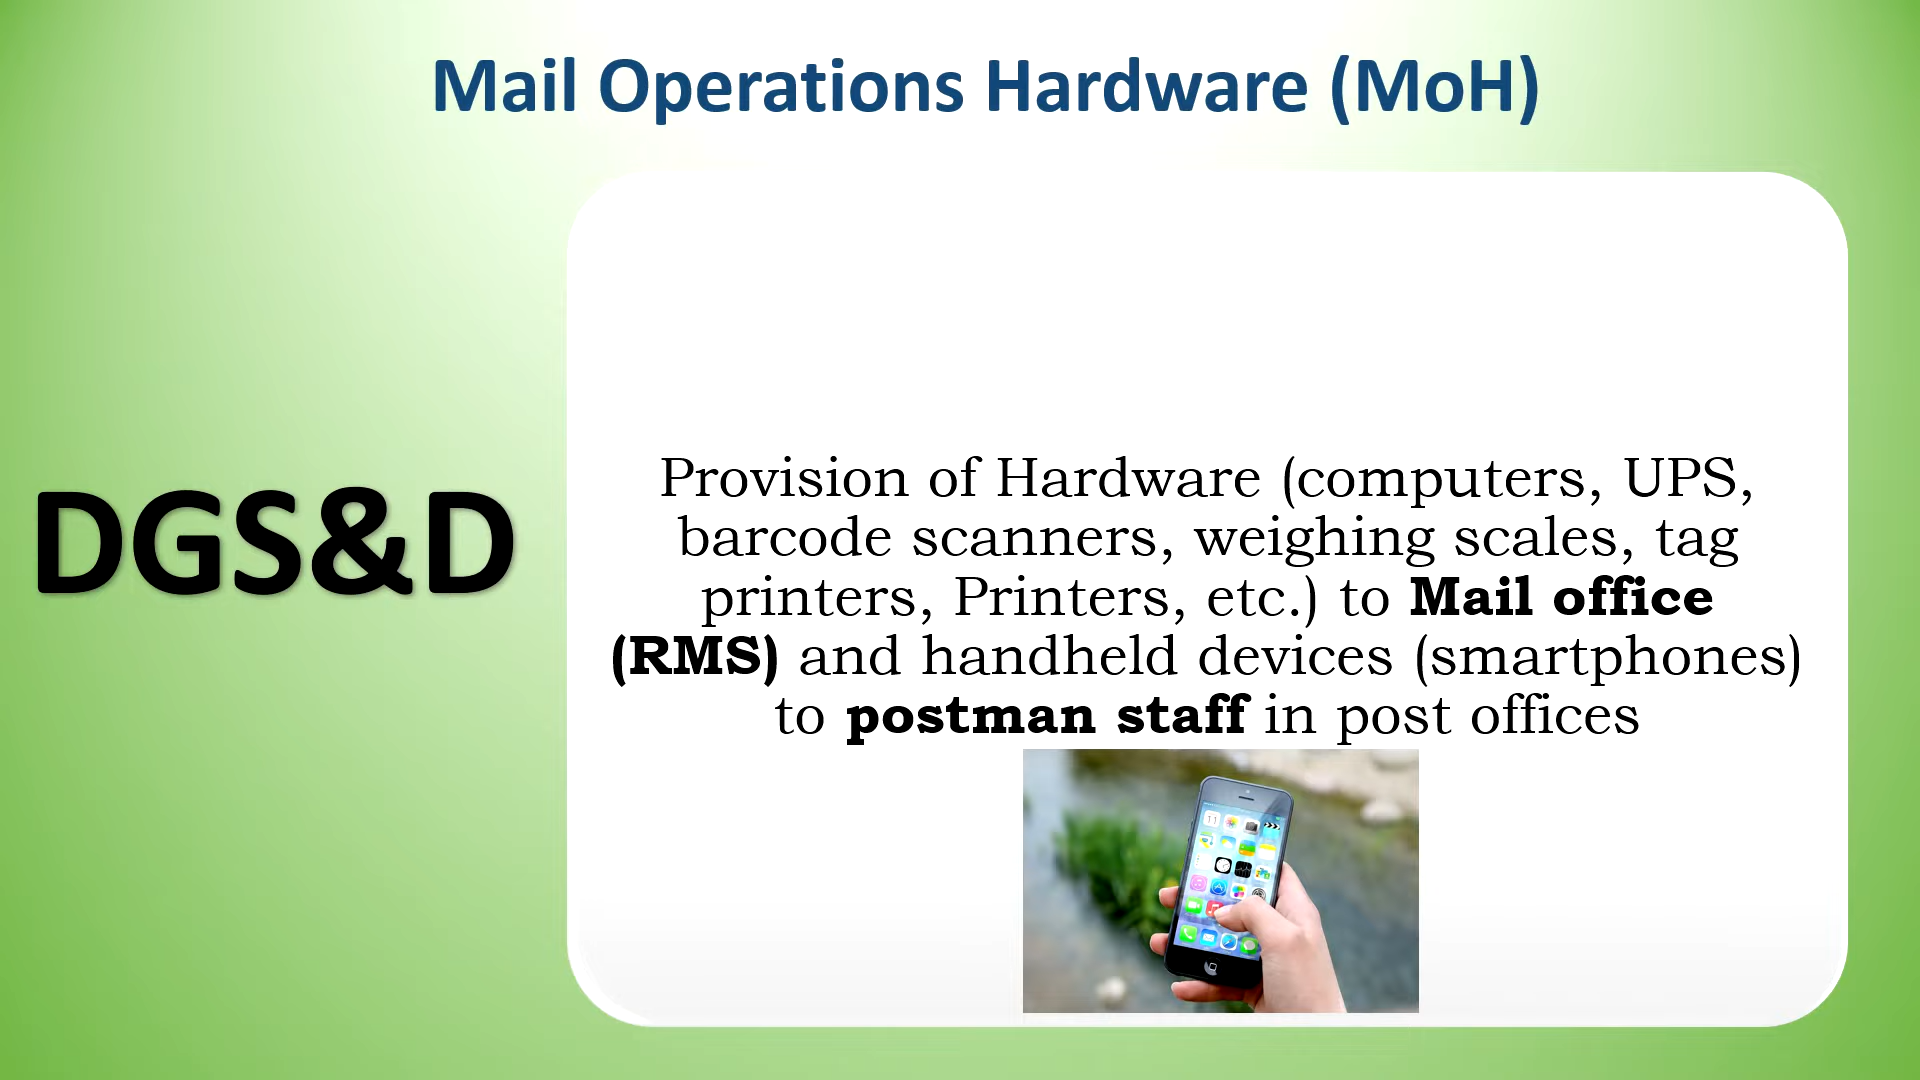 Mail Operations Hardware (MoH)
DGS&D
Provision of Hardware (computers, UPS,
barcode scanners, weighing scales, tag
printers, Printers, etc.) to Mail office
(RMS) and handheld devices (smartphones)
to postman staff in post offices
11